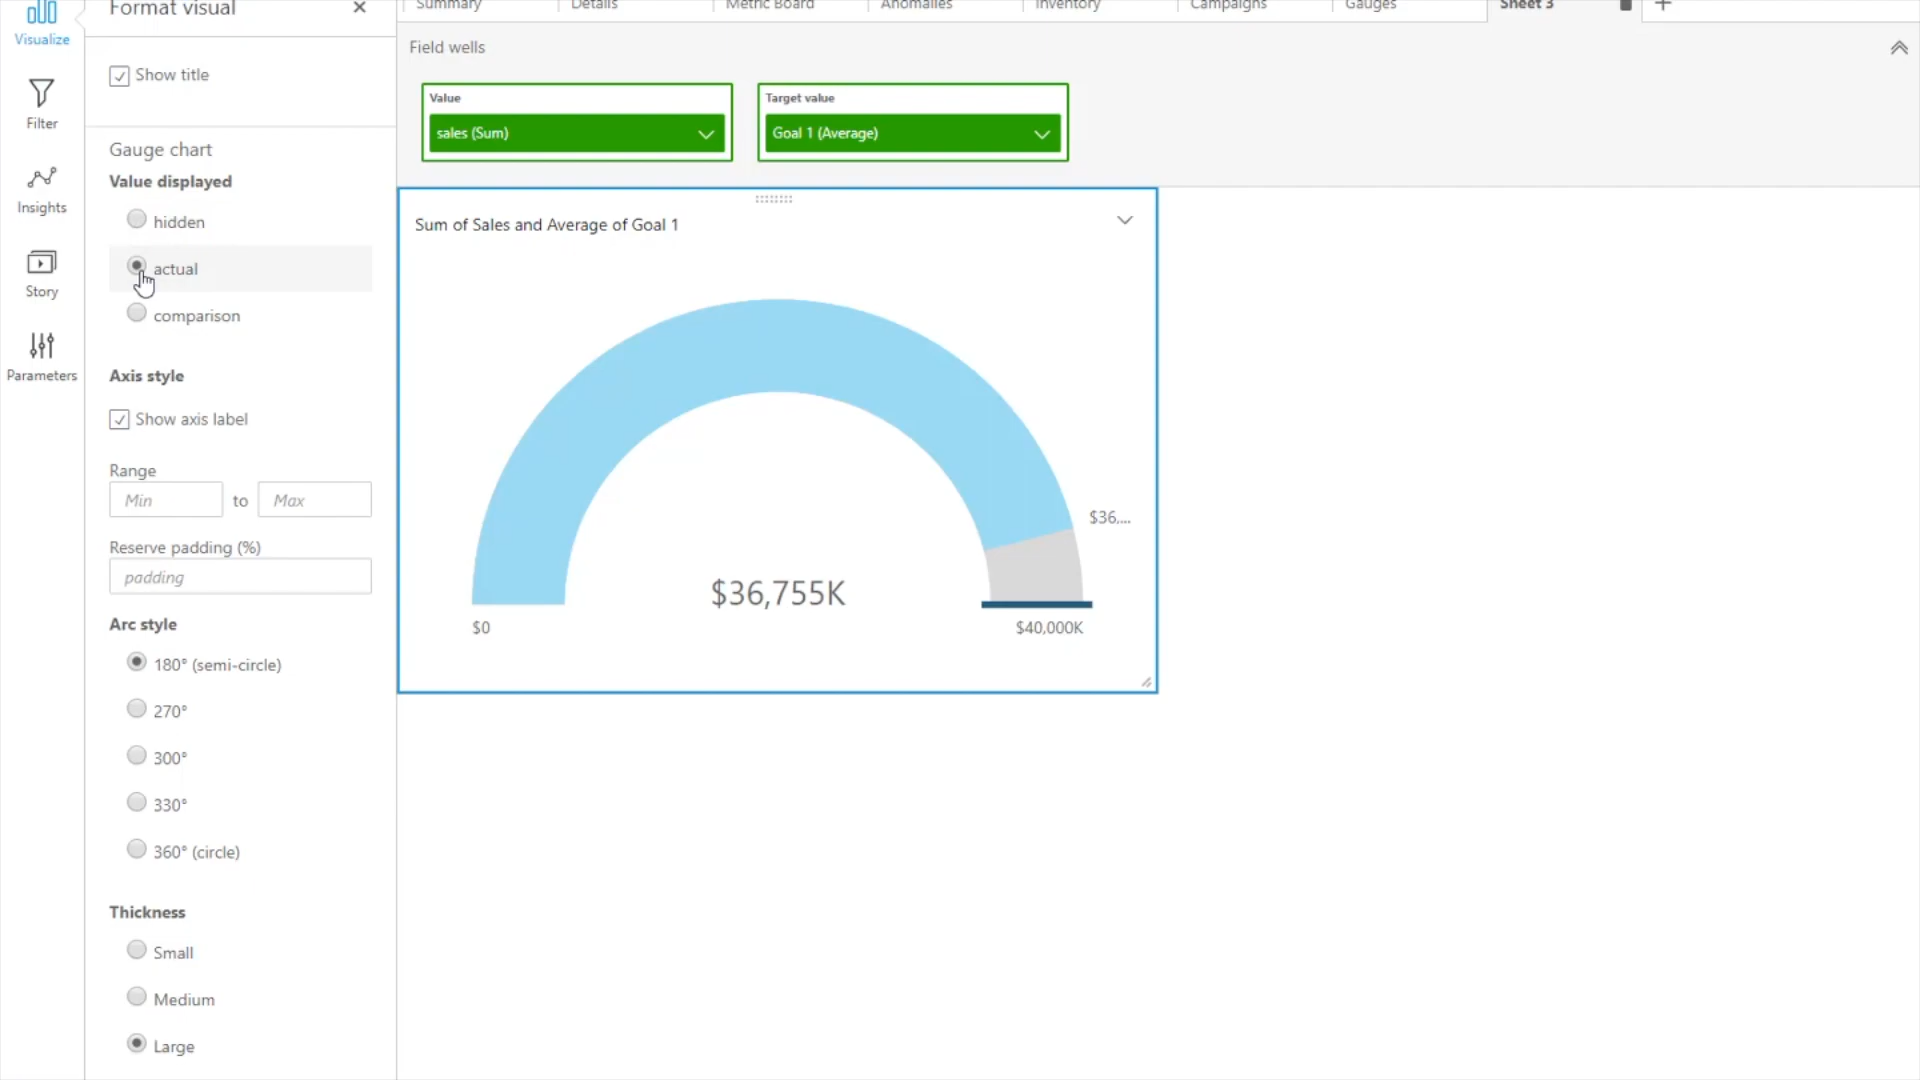 Visualize
Filter
Insights
Story
Parameters
Format visual
Show title
Gauge chart
Value displayed
hidden
actual
comparison
Axis style
Show axis label
Range
Min to Max
Reserve padding (%)
padding
Arc style
180° (semi-circle)
270°
300°
330°
360° (circle)
Thickness
Small
Medium
Large
Summary Details Metric Board Anomalies Inventory Campaigns Gauges Sheet 3
Field wells
Value
sales (Sum)
Target value
Goal 1 (Average)
Sum of Sales and Average of Goal 1
$36,...
$36,755K
$0
$40,000K